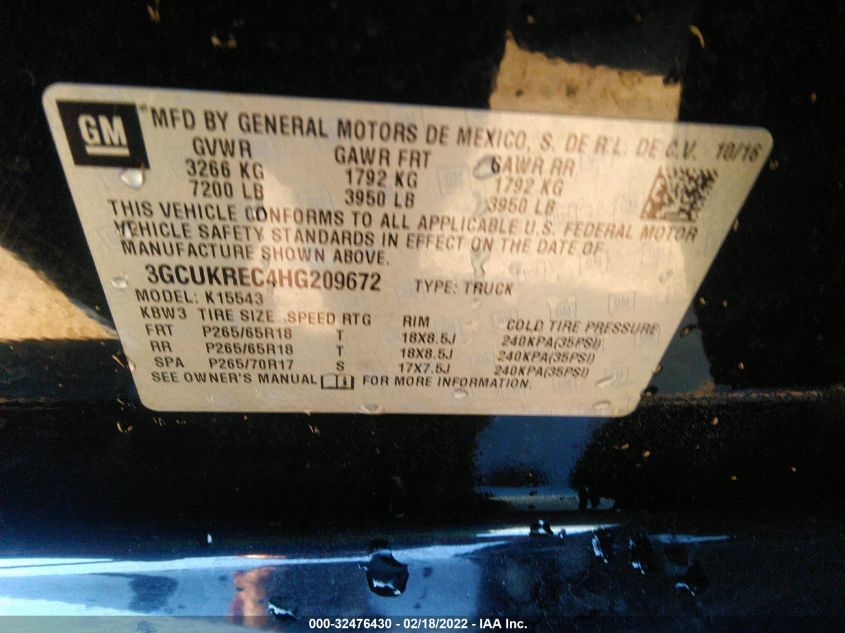 GM
MFD BY GENERAL MOTORS DE MEXICO, S. DE R.L. DE C.V. 10/16
GVWR GAWR FRT GAWR RR
3266 KG 1792 KG 1792 KG
7200 LB 3950 LB 3950 LB
THIS VEHICLE CONFORMS TO ALL APPLICABLE U.S. FEDERAL MOTOR
VEHICLE SAFETY STANDARDS IN EFFECT ON THE DATE OF
MANUFACTURE SHOWN ABOVE.
3GCUKREC4HG209672 TYPE: TRUCK
MODEL: K15543
KBW3 TIRE SIZE SPEED RTG RIM COLD TIRE PRESSURE
FRT P265/65R18 T 18X8.5J 240KPA(35PSI)
RR P265/65R18 T 18X8.5J 240KPA(35PSI)
SPA P265/70R17 S 17X7.5J 240KPA(35PSI)
SEE OWNER'S MANUAL FOR MORE INFORMATION.
000-32476430 - 02/18/2022 - IAA Inc.